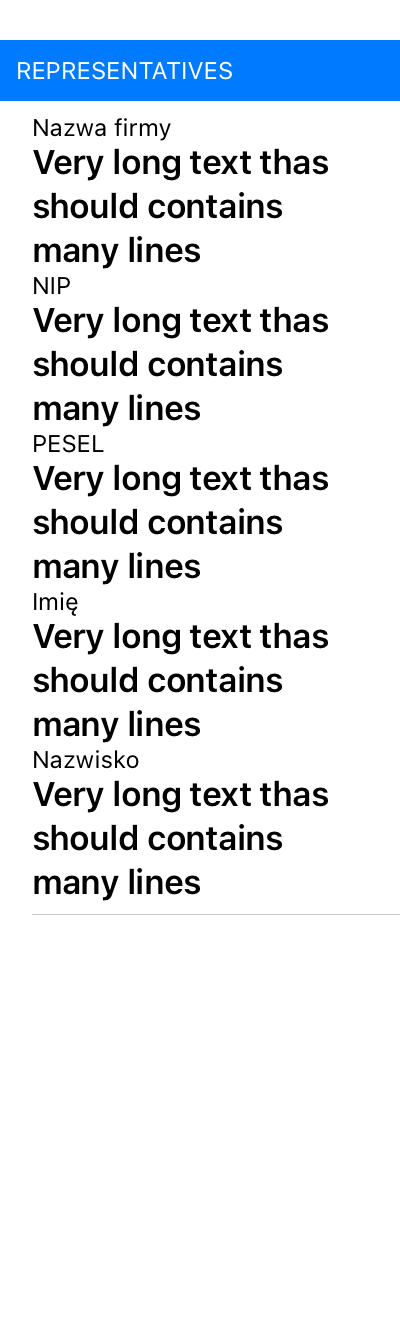 REPRESENTATIVES
Nazwa firmy
Very long text thas
should contains
many lines
NIP
Very long text thas
should contains
many lines
PESEL
Very long text thas
should contains
many lines
Imię
Very long text thas
should contains
many lines
Nazwisko
Very long text thas
should contains
many lines